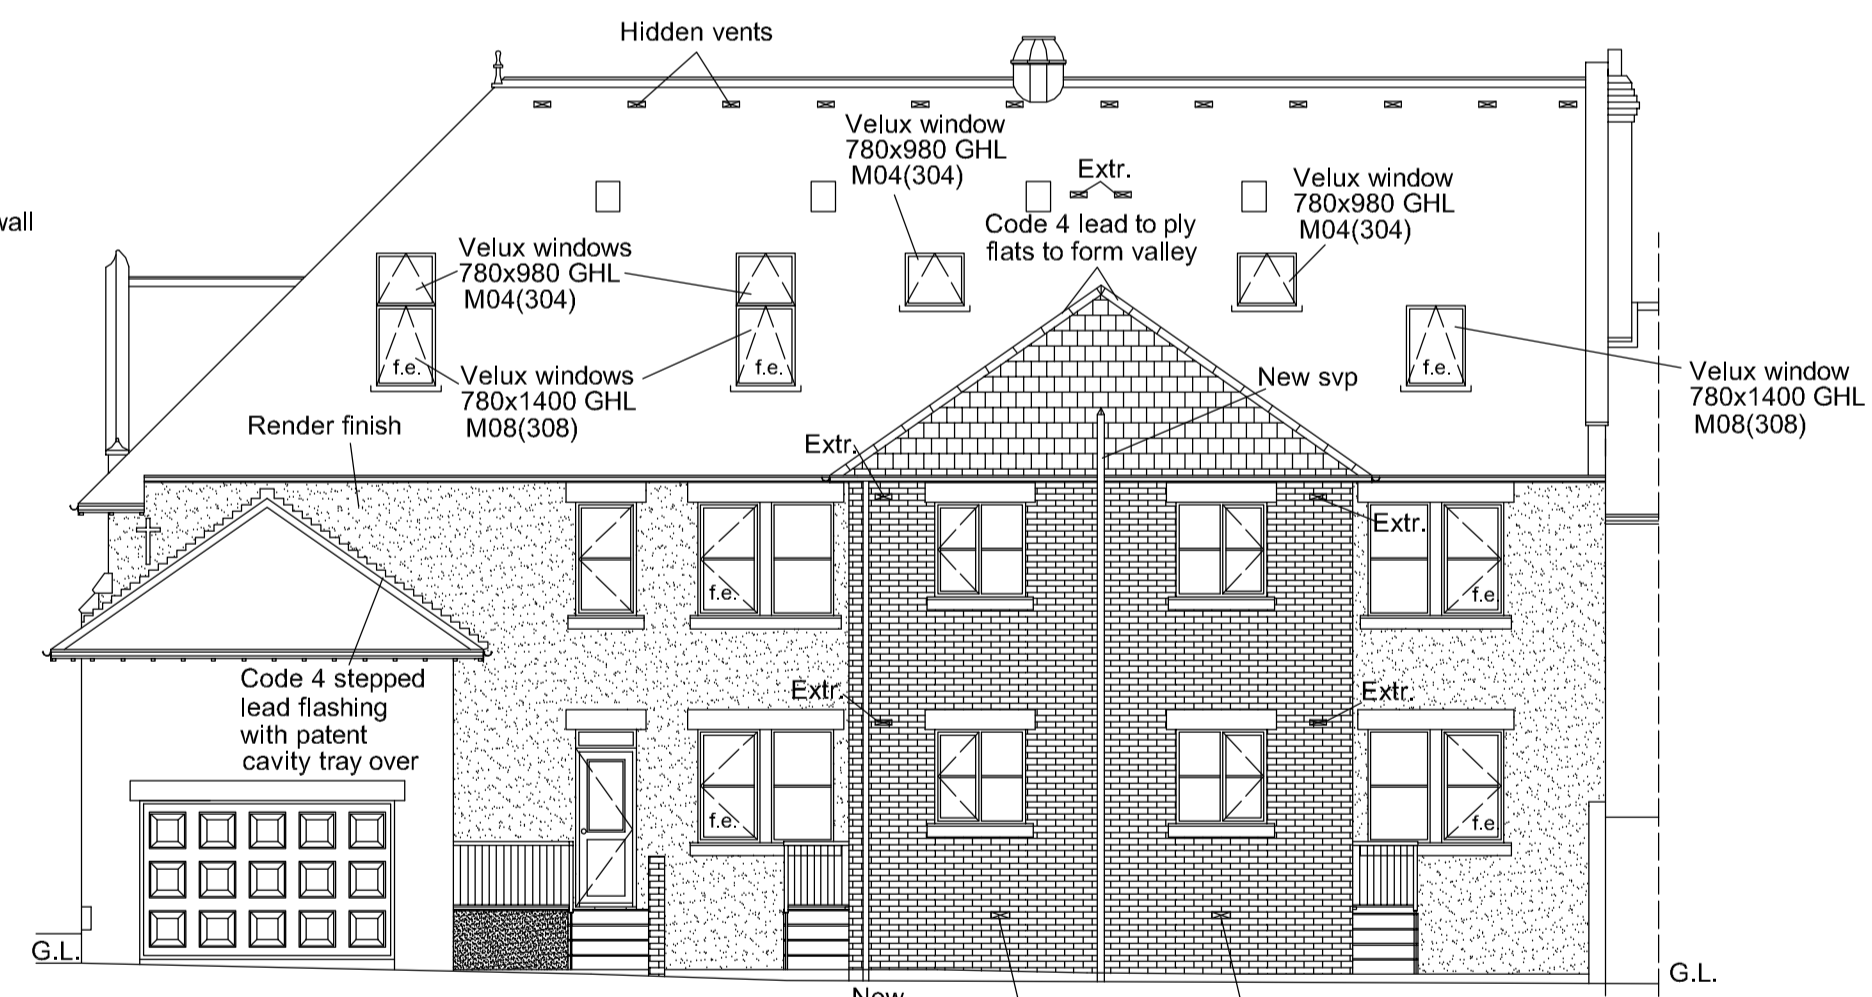 Hidden vents
Velux window
780x980 GHL
M04(304)
Extr.
Velux window
780x980 GHL
M04(304)
wall
Code 4 lead to ply
flats to form valley
Velux windows
780x980 GHL
M04(304)
f.e.
f.e.
f.e.
Velux windows
780x1400 GHL
M08(308)
New svp
Velux window
780x1400 GHL
M08(308)
Render finish
Extr.
Extr.
f.e.
f.e.
Code 4 stepped
lead flashing
with patent
cavity tray over
Extr.
Extr.
f.e.
f.e.
G.L.
G.L.
New